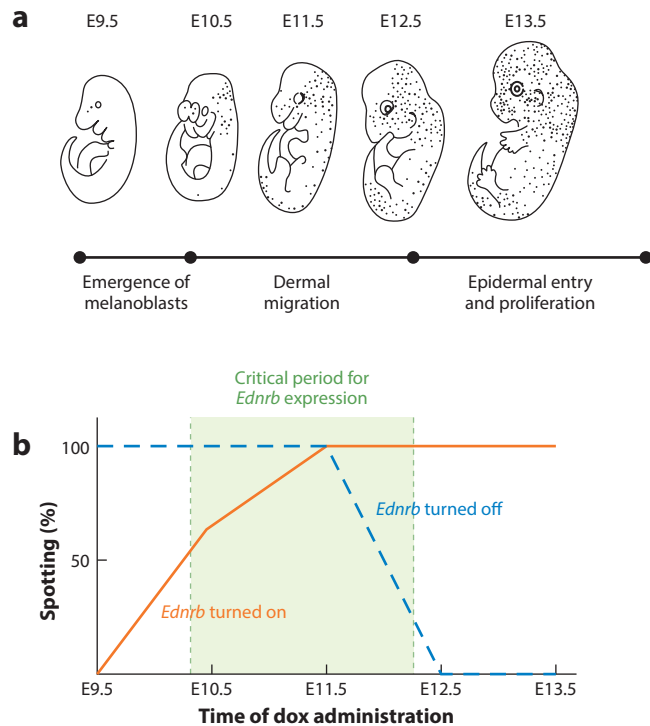 a
E9.5 E10.5 E11.5 E12.5 E13.5
Emergence of
melanoblasts
Dermal
migration
Epidermal entry
and proliferation
Critical period for
Ednrb expression
b
100
50
Spotting (%)
Ednrb turned off
Ednrb turned on
E9.5 E10.5 E11.5 E12.5 E13.5
Time of dox administration